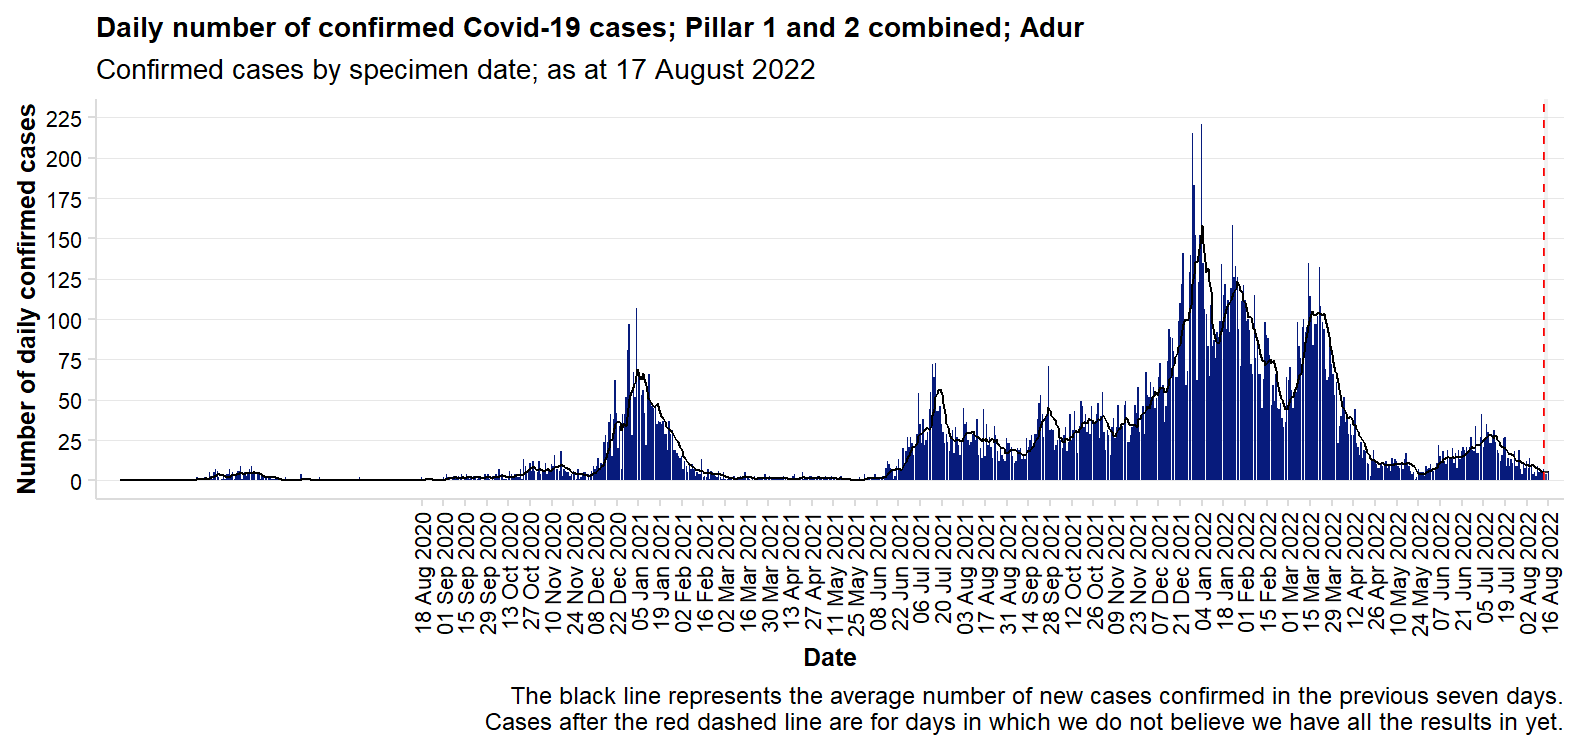 Daily number of confirmed Covid-19 cases; Pillar 1 and 2 combined; Adur
Confirmed cases by specimen date; as at 17 August 2022
Number of daily confirmed cases
225
200
175
150
125
100
75
50
25
0
18 Aug 2020
01 Sep 2020
15 Sep 2020
29 Sep 2020
13 Oct 2020
27 Oct 2020
10 Nov 2020
24 Nov 2020
08 Dec 2020
22 Dec 2020
05 Jan 2021
19 Jan 2021
02 Feb 2021
16 Feb 2021
02 Mar 2021
16 Mar 2021
30 Mar 2021
13 Apr 2021
27 Apr 2021
11 May 2021
25 May 2021
08 Jun 2021
22 Jun 2021
06 Jul 2021
20 Jul 2021
03 Aug 2021
17 Aug 2021
31 Aug 2021
14 Sep 2021
28 Sep 2021
12 Oct 2021
26 Oct 2021
09 Nov 2021
23 Nov 2021
07 Dec 2021
21 Dec 2021
04 Jan 2022
18 Jan 2022
01 Feb 2022
15 Feb 2022
01 Mar 2022
15 Mar 2022
29 Mar 2022
12 Apr 2022
26 Apr 2022
10 May 2022
24 May 2022
07 Jun 2022
21 Jun 2022
05 Jul 2022
19 Jul 2022
02 Aug 2022
16 Aug 2022
Date
The black line represents the average number of new cases confirmed in the previous seven days.
Cases after the red dashed line are for days in which we do not believe we have all the results in yet.